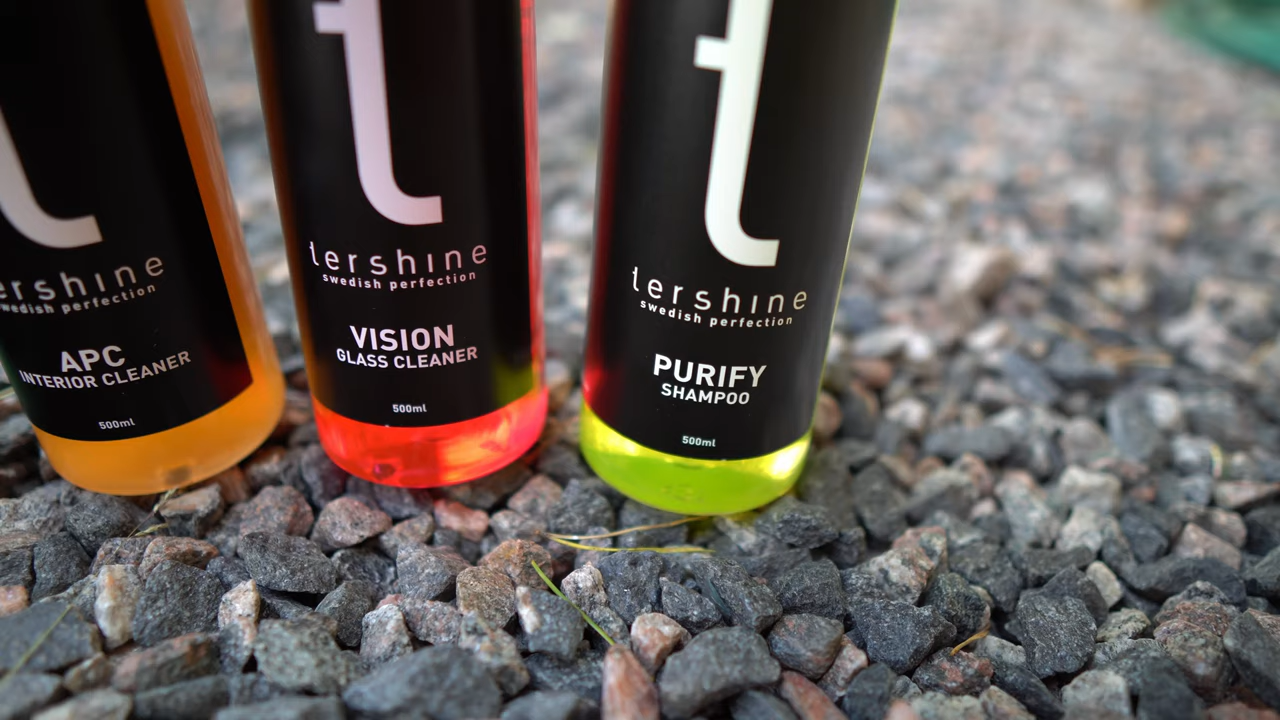 ershine
swedish perfection
APC
INTERIOR CLEANER
500ml
t
tershine
swedish perfection
VISION
GLASS CLEANER
500ml
t
tershine
swedish perfection
PURIFY
SHAMPOO
500ml